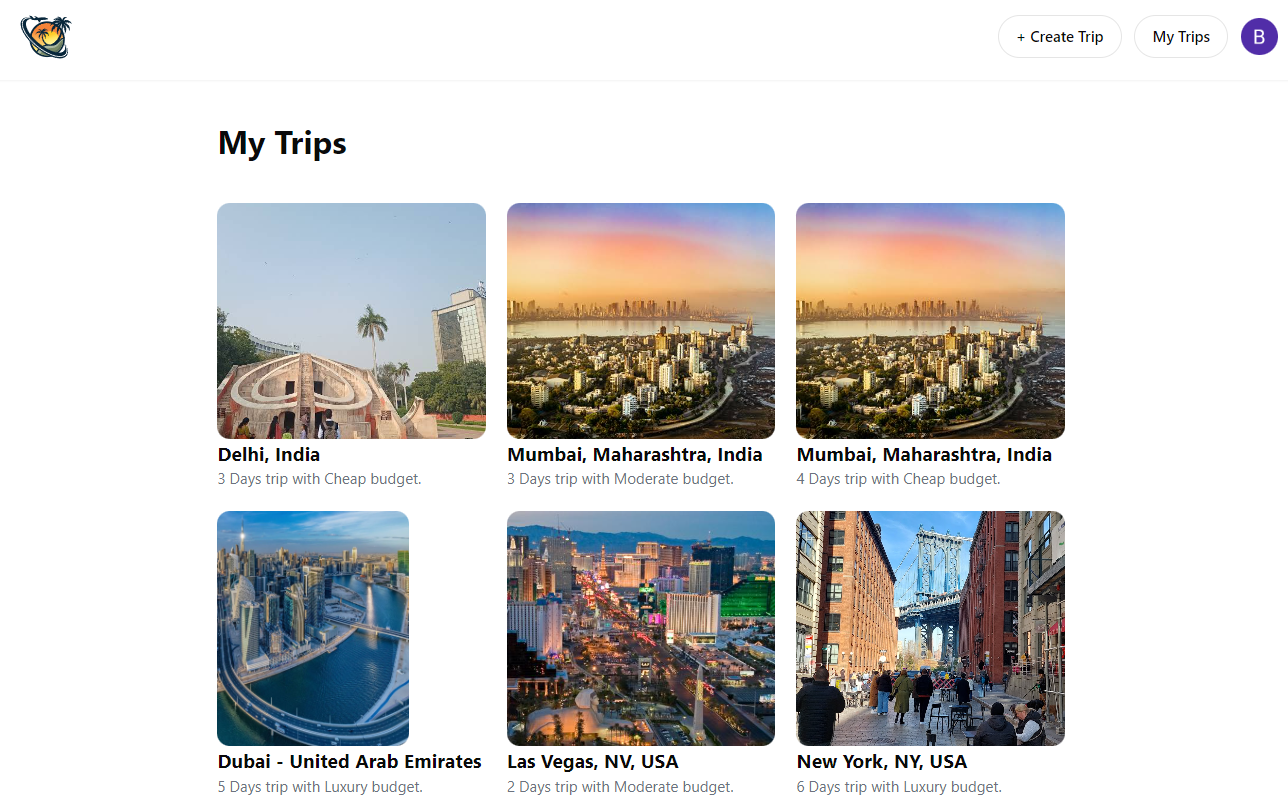 + Create Trip
My Trips
B
My Trips
Delhi, India
3 Days trip with Cheap budget.
Mumbai, Maharashtra, India
3 Days trip with Moderate budget.
Mumbai, Maharashtra, India
4 Days trip with Cheap budget.
Dubai - United Arab Emirates
5 Days trip with Luxury budget.
Las Vegas, NV, USA
2 Days trip with Moderate budget.
New York, NY, USA
6 Days trip with Luxury budget.